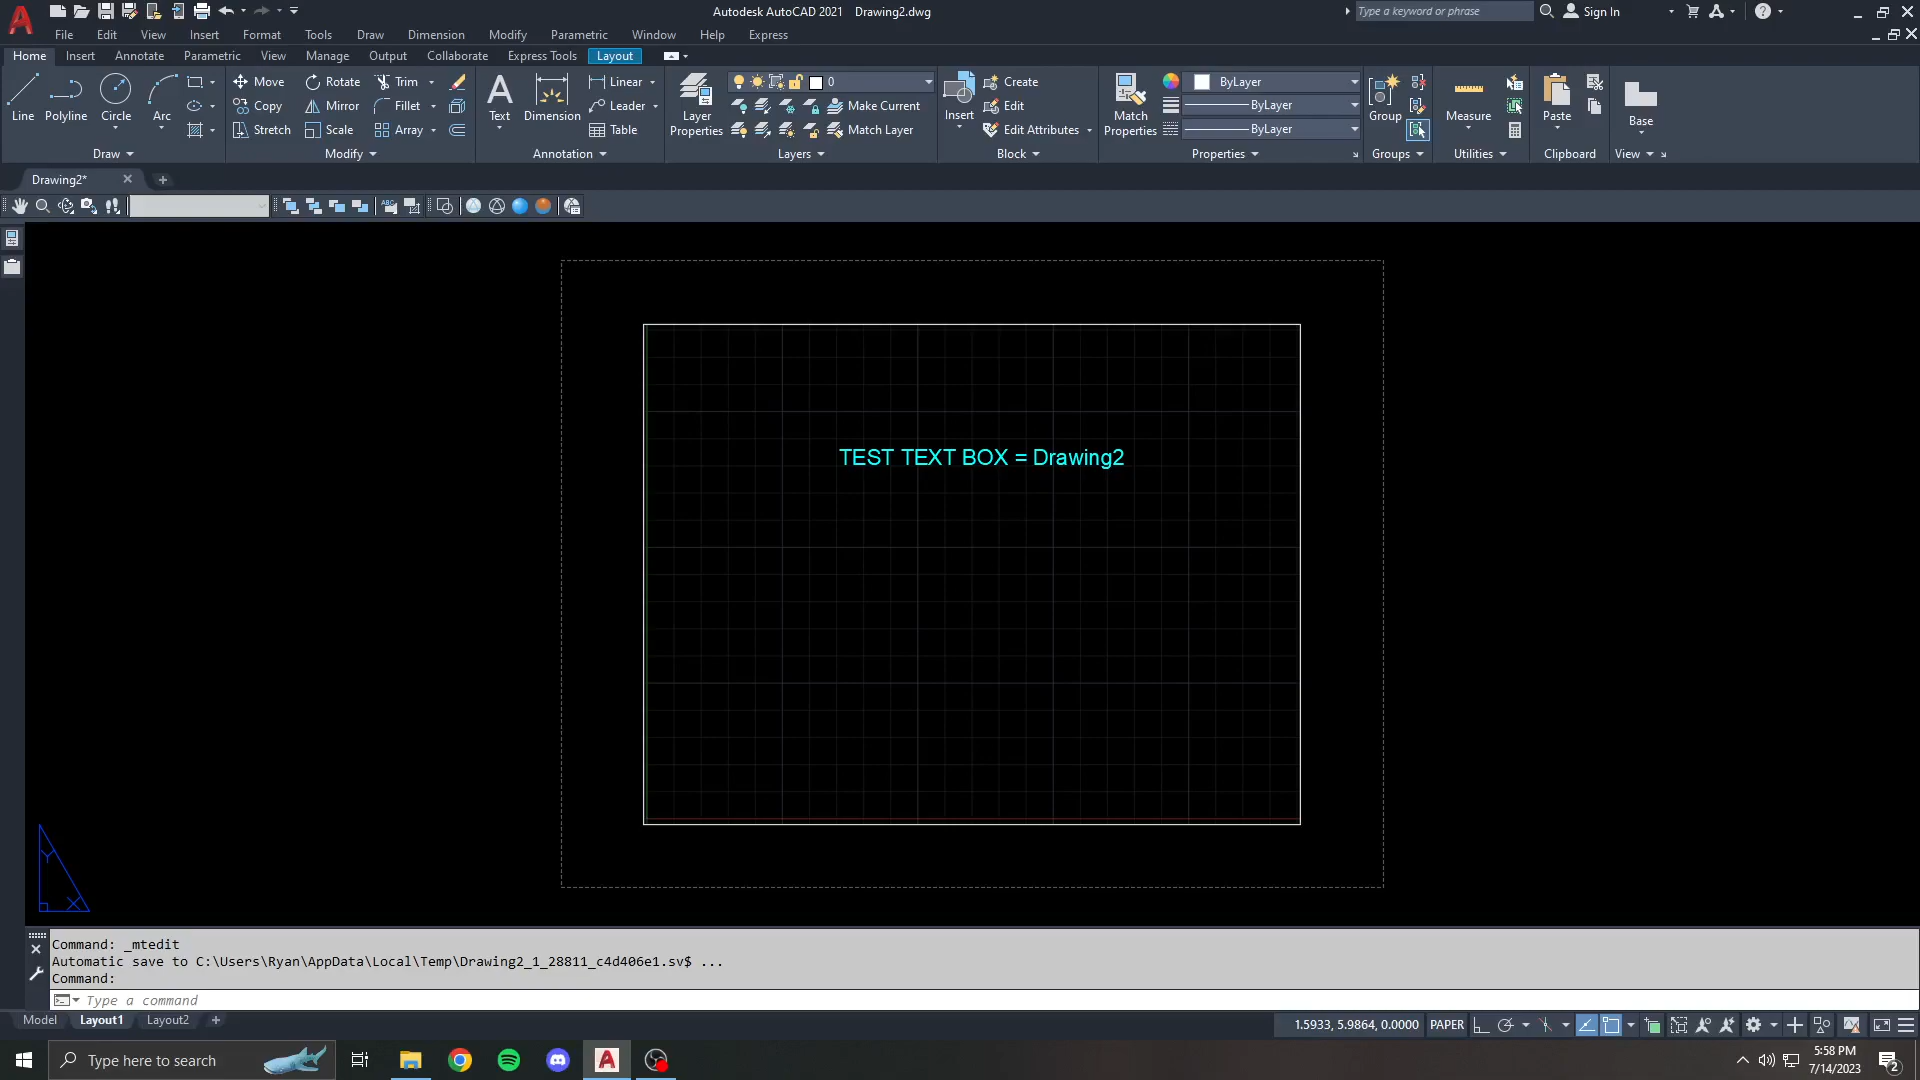 Autodesk AutoCAD 2021 Drawing2.dwg
Type a keyword or phrase
Sign In
File Edit View Insert Format Tools Draw Dimension Modify Parametric Window Help Express
Home Insert Annotate Parametric View Manage Output Collaborate Express Tools Layout
Line
Polyline
Circle
Arc
Draw
Move Rotate Trim
Copy Mirror Fillet
Stretch Scale Array
Modify
Text
Dimension
Linear
Leader
Table
Annotation
Layer
Properties
0
Make Current
Match Layer
Layers
Insert
Create
Edit
Edit Attributes
Block
Match
Properties
ByLayer
ByLayer
ByLayer
Properties
Group
Groups
Measure
Utilities
Paste
Clipboard
Base
View
Drawing2*
TEST TEXT BOX = Drawing2
Y
X
Command: _mtedit
Automatic save to C:\Users\Ryan\AppData\Local\Temp\Drawing2_1_28811_c4d406e1.sv$ ...
Command:
Type a command
Model Layout1 Layout2
1.5933, 5.9864, 0.0000 PAPER
Type here to search
5:58 PM
7/14/2023
2